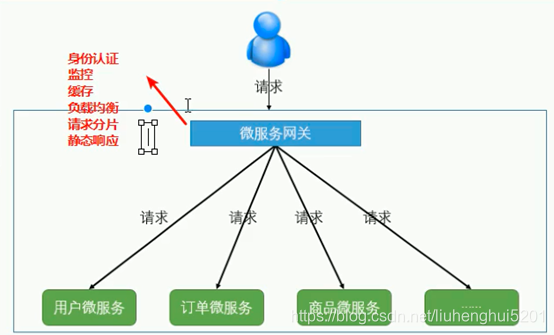 身份认证
监控
缓存
负载均衡
请求分片
静态响应
请求
微服务网关
请求
请求
请求
请求
用户微服务
订单微服务
商品微服务
......
https://blog.csdn.net/liuhenghui5201